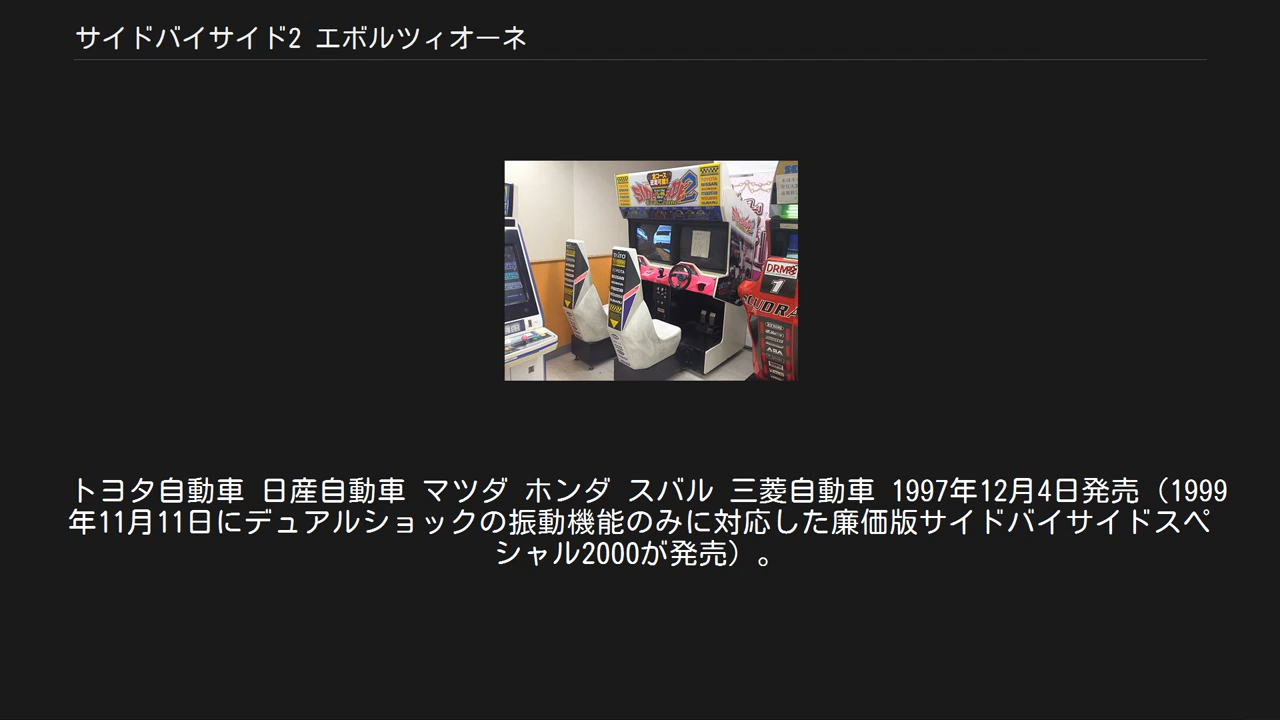 サイドバイサイド2 エボルツィオーネ
DRM
1
トヨタ自動車 日産自動車 マツダ ホンダ スバル 三菱自動車 1997年12月4日発売（1999
年11月11日にデュアルショックの振動機能のみに対応した廉価版サイドバイサイドスペ
シャル2000が発売）。